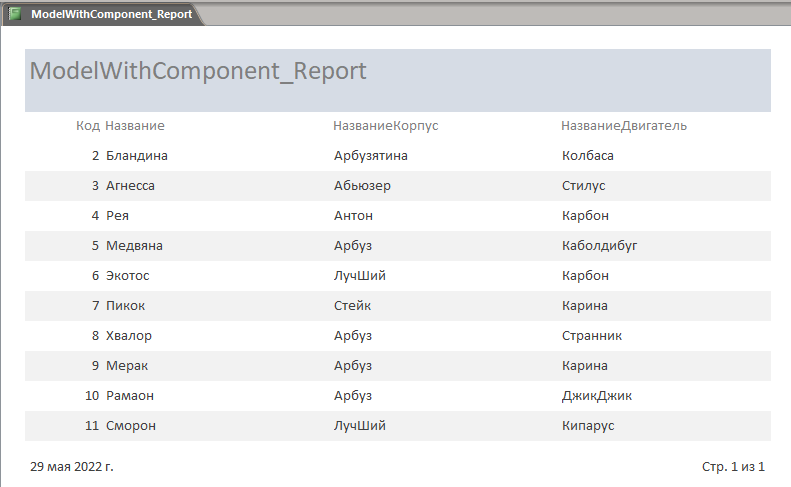 ModelWithComponent_Report
ModelWithComponent_Report
Код Название НазваниеКорпус НазваниеДвигатель
2 Бландина Арбузятина Колбаса
3 Агнесса Абьюзер Стилус
4 Рея Антон Карбон
5 Медвяна Арбуз Каболдибуг
6 Экотос ЛучШий Карбон
7 Пикок Стейк Карина
8 Хвалор Арбуз Странник
9 Мерак Арбуз Карина
10 Рамаон Арбуз ДжикДжик
11 Сморон ЛучШий Кипарус
29 мая 2022 г. Стр. 1 из 1